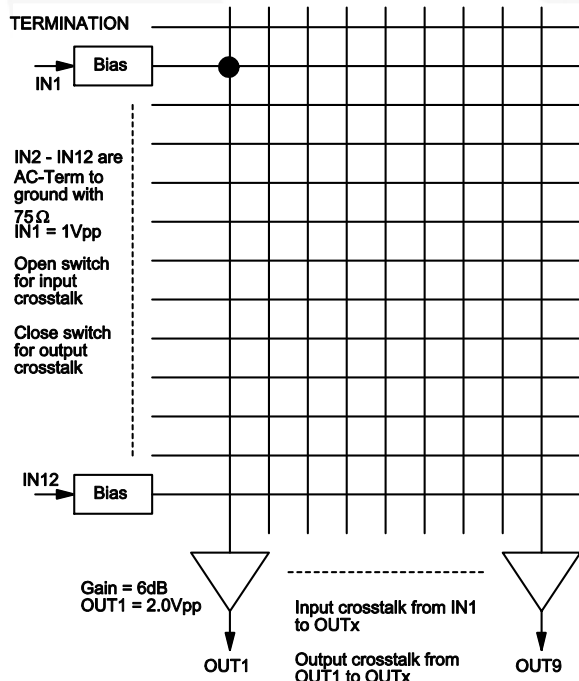 TERMINATION
Bias
IN1
IN2 - IN12 are
AC-Term to
ground with
75Ω
IN1 = 1Vpp
Open switch
for input
crosstalk
Close switch
for output
crosstalk
IN12
Bias
Gain = 6dB
OUT1 = 2.0Vpp
Input crosstalk from IN1
to OUTx
OUT1
Output crosstalk from
OUT1 to OUTx
OUT9